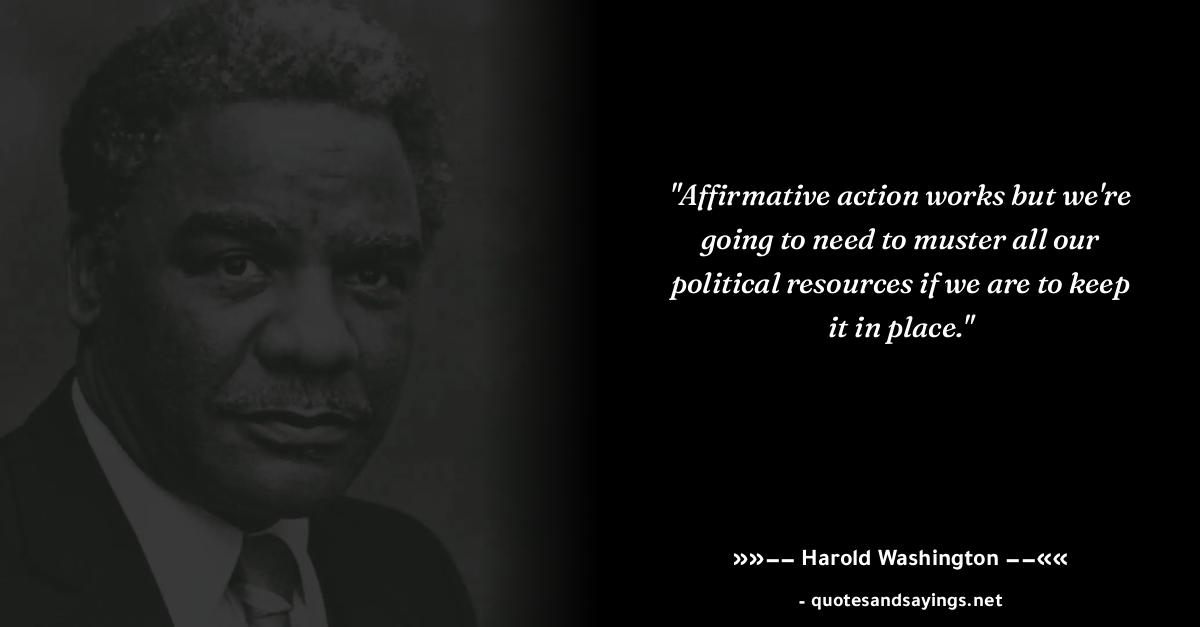 "Affirmative action works but we're
going to need to muster all our
political resources if we are to keep
it in place."
»»−− Harold Washington −−««
- quotesandsayings.net